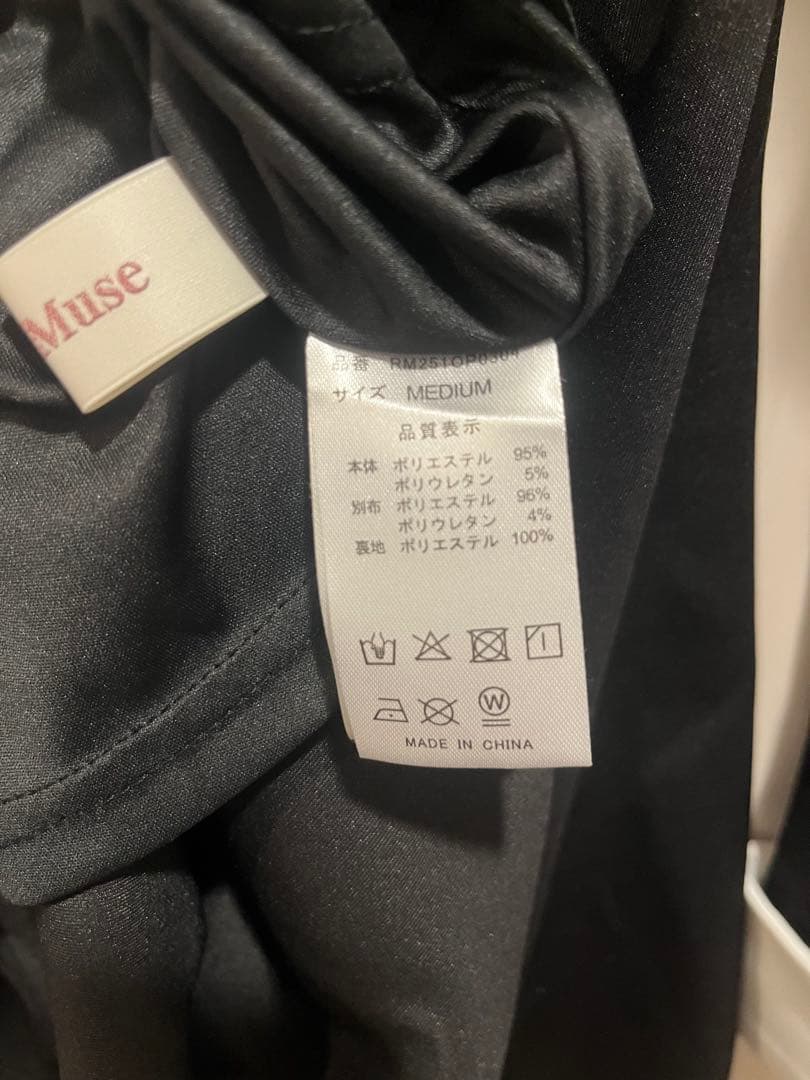 Muse
品番 RM251OP0304
サイズ MEDIUM
品質表示
本体 ポリエステル 95%
ポリウレタン 5%
別布 ポリエステル 96%
ポリウレタン 4%
裏地 ポリエステル 100%
W
MADE IN CHINA